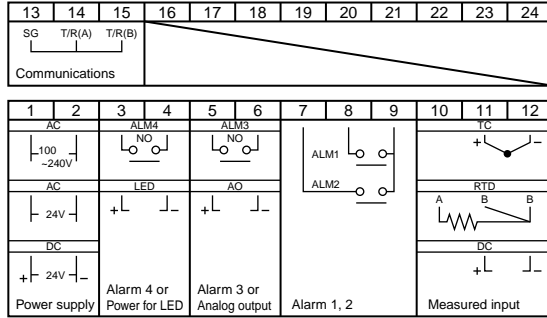 13 14 15 16 17 18 19 20 21 22 23 24
SG T/R(A) T/R(B)
Communications
1 2 3 4 5 6 7 8 9 10 11 12
AC ALM4 ALM3 TC
NO NO
100
~240V
ALM1
+ −
AC LED AO ALM2 RTD
24V
+ − + −
A B B
DC DC
+ 24V −
+ −
Power supply
Alarm 4 or
Power for LED
Alarm 3 or
Analog output
Alarm 1, 2
Measured input